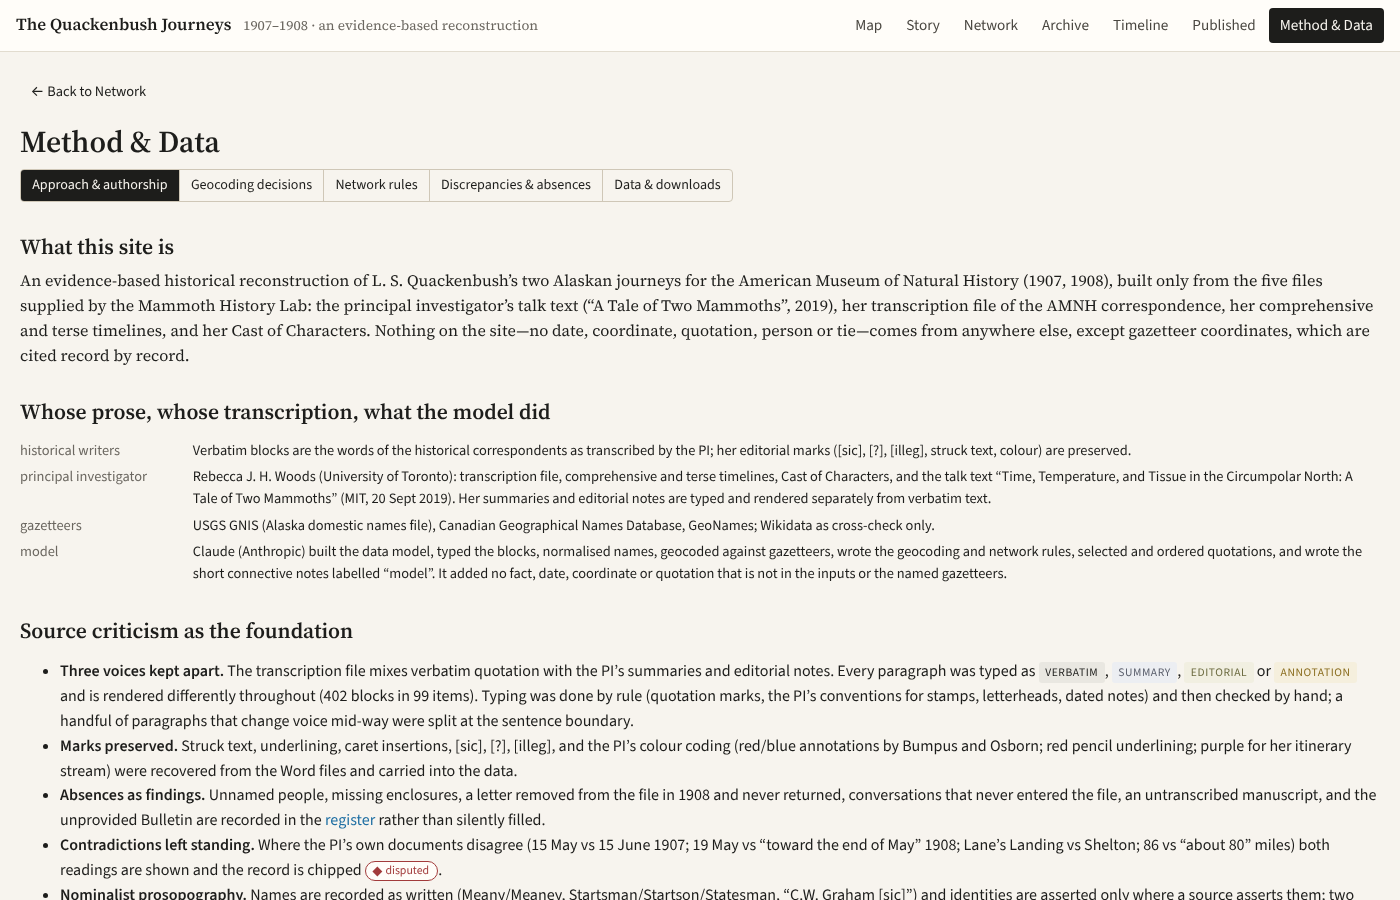 The Quackenbush Journeys 1907–1908 · an evidence-based reconstruction Map Story Network Archive Timeline Published Method & Data
← Back to Network
Method & Data
Approach & authorship Geocoding decisions Network rules Discrepancies & absences Data & downloads
What this site is
An evidence-based historical reconstruction of L. S. Quackenbush’s two Alaskan journeys for the American Museum of Natural History (1907, 1908), built only from the five files
supplied by the Mammoth History Lab: the principal investigator’s talk text (“A Tale of Two Mammoths”, 2019), her transcription file of the AMNH correspondence, her comprehensive
and terse timelines, and her Cast of Characters. Nothing on the site—no date, coordinate, quotation, person or tie—comes from anywhere else, except gazetteer coordinates, which are
cited record by record.
Whose prose, whose transcription, what the model did
historical writers Verbatim blocks are the words of the historical correspondents as transcribed by the PI; her editorial marks ([sic], [?], [illeg], struck text, colour) are preserved.
principal investigator Rebecca J. H. Woods (University of Toronto): transcription file, comprehensive and terse timelines, Cast of Characters, and the talk text “Time, Temperature, and Tissue in the Circumpolar North: A
Tale of Two Mammoths” (MIT, 20 Sept 2019). Her summaries and editorial notes are typed and rendered separately from verbatim text.
gazetteers USGS GNIS (Alaska domestic names file), Canadian Geographical Names Database, GeoNames; Wikidata as cross-check only.
model Claude (Anthropic) built the data model, typed the blocks, normalised names, geocoded against gazetteers, wrote the geocoding and network rules, selected and ordered quotations, and wrote the
short connective notes labelled “model”. It added no fact, date, coordinate or quotation that is not in the inputs or the named gazetteers.
Source criticism as the foundation
• Three voices kept apart. The transcription file mixes verbatim quotation with the PI’s summaries and editorial notes. Every paragraph was typed as VERBATIM , SUMMARY , EDITORIAL or ANNOTATION
and is rendered differently throughout (402 blocks in 99 items). Typing was done by rule (quotation marks, the PI’s conventions for stamps, letterheads, dated notes) and then checked by hand; a
handful of paragraphs that change voice mid-way were split at the sentence boundary.
• Marks preserved. Struck text, underlining, caret insertions, [sic], [?], [illeg], and the PI’s colour coding (red/blue annotations by Bumpus and Osborn; red pencil underlining; purple for her itinerary
stream) were recovered from the Word files and carried into the data.
• Absences as findings. Unnamed people, missing enclosures, a letter removed from the file in 1908 and never returned, conversations that never entered the file, an untranscribed manuscript, and the
unprovided Bulletin are recorded in the register rather than silently filled.
• Contradictions left standing. Where the PI’s own documents disagree (15 May vs 15 June 1907; 19 May vs “toward the end of May” 1908; Lane’s Landing vs Shelton; 86 vs “about 80” miles) both
readings are shown and the record is chipped ◆ disputed .
• Nominalist prosopography. Names are recorded as written (Meany/Meaney, Startsman/Startson/Statesman, “C.W. Graham [sic]”) and identities are asserted only where a source asserts them; two